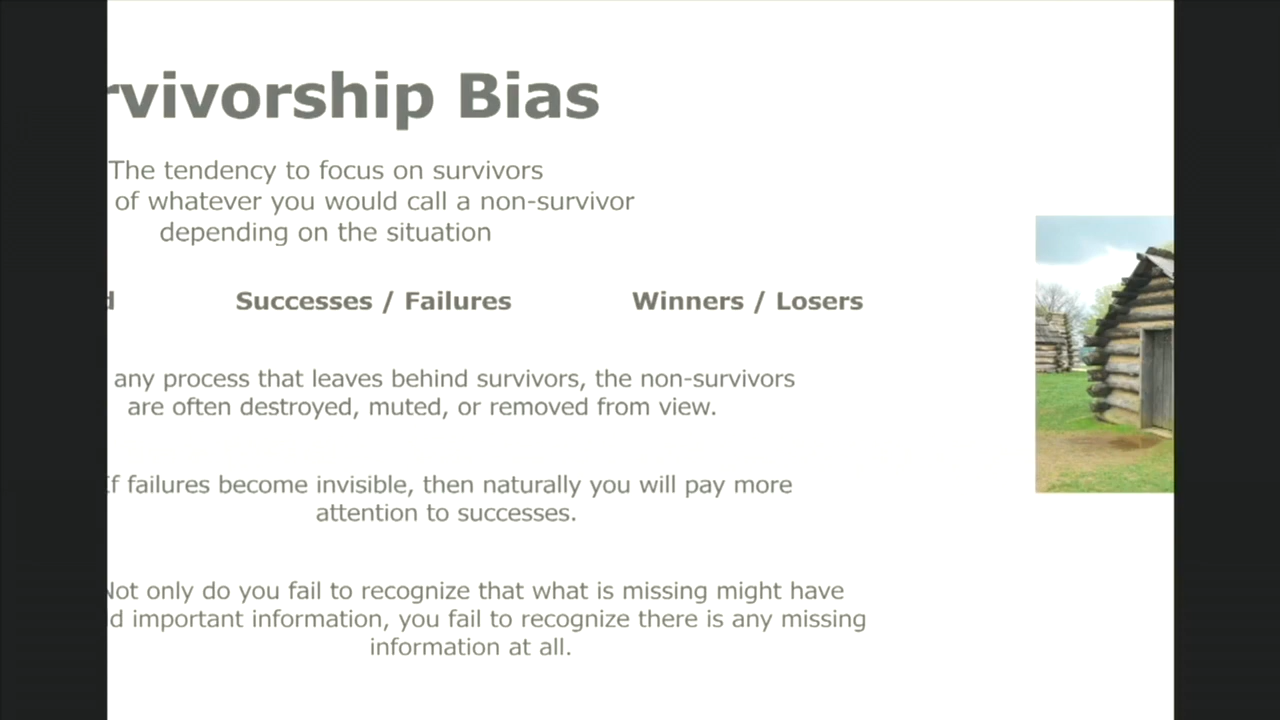 rvivorship Bias
The tendency to focus on survivors
of whatever you would call a non-survivor
depending on the situation
d Successes / Failures Winners / Losers
any process that leaves behind survivors, the non-survivors
are often destroyed, muted, or removed from view.
If failures become invisible, then naturally you will pay more
attention to successes.
Not only do you fail to recognize that what is missing might have
d important information, you fail to recognize there is any missing
information at all.